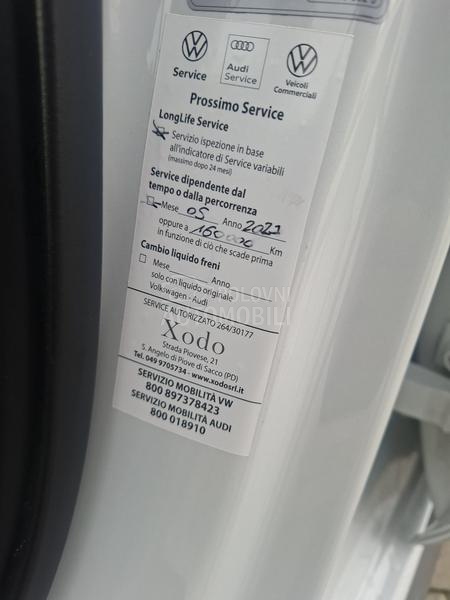 Service
Audi
Service
Veicoli
Commerciali
Prossimo Service
LongLife Service
Servizio ispezione in base
all'indicatore di Service variabili
(massimo dopo 24 mesi)
Service dipendente dal
tempo o dalla percorrenza
Mese 05 Anno
oppure a 160000 Km
in funzione di ciò che scade prima
Cambio liquido freni
Mese Anno
solo con liquido originale
Volkswagen - Audi
SERVICE AUTORIZZATO 264/30177
Xodo
Strada Piovese, 21
S. Angelo di Piove di Sacco (PD)
Tel. 049 9705734 - www.xodosrl.it
SERVIZIO MOBILITÀ VW
800 897378423
SERVIZIO MOBILITÀ AUDI
800 018910